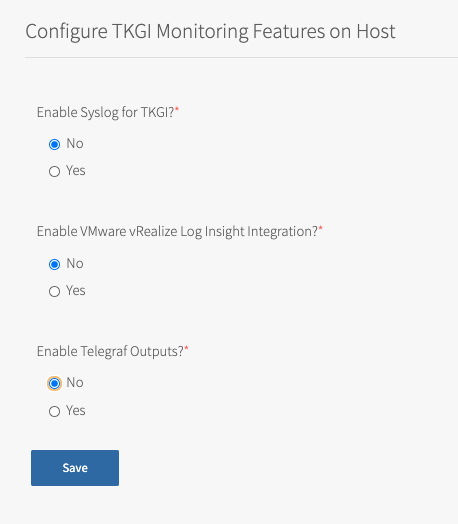 Configure TKGI Monitoring Features on Host
Enable Syslog for TKGI?*
No
Yes
Enable VMware vRealize Log Insight Integration?*
No
Yes
Enable Telegraf Outputs?*
No
Yes
Save